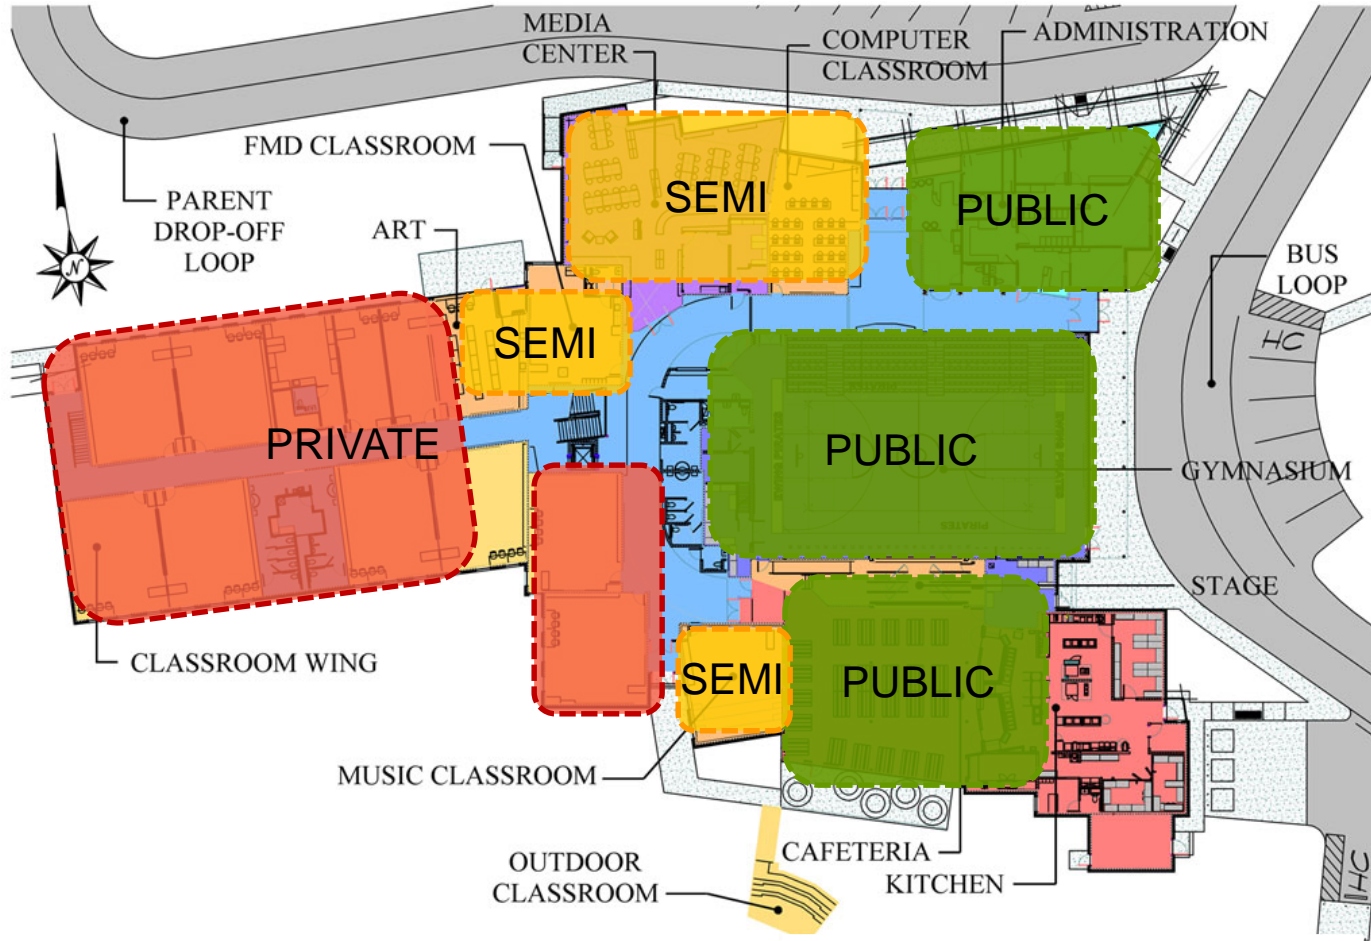 MEDIA
CENTER
COMPUTER
CLASSROOM
ADMINISTRATION
FMD CLASSROOM
PARENT
DROP-OFF
LOOP
ART
SEMI
PUBLIC
BUS
LOOP
N
SEMI
HC
PRIVATE
PUBLIC
GYMNASIUM
PIRATES
STAGE
CLASSROOM WING
SEMI
PUBLIC
MUSIC CLASSROOM
CAFETERIA
KITCHEN
OUTDOOR
CLASSROOM
HC